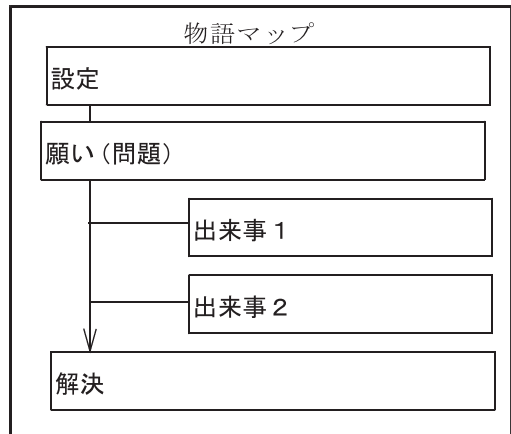 物語マップ
設定
願い（問題）
出来事１
出来事２
解決